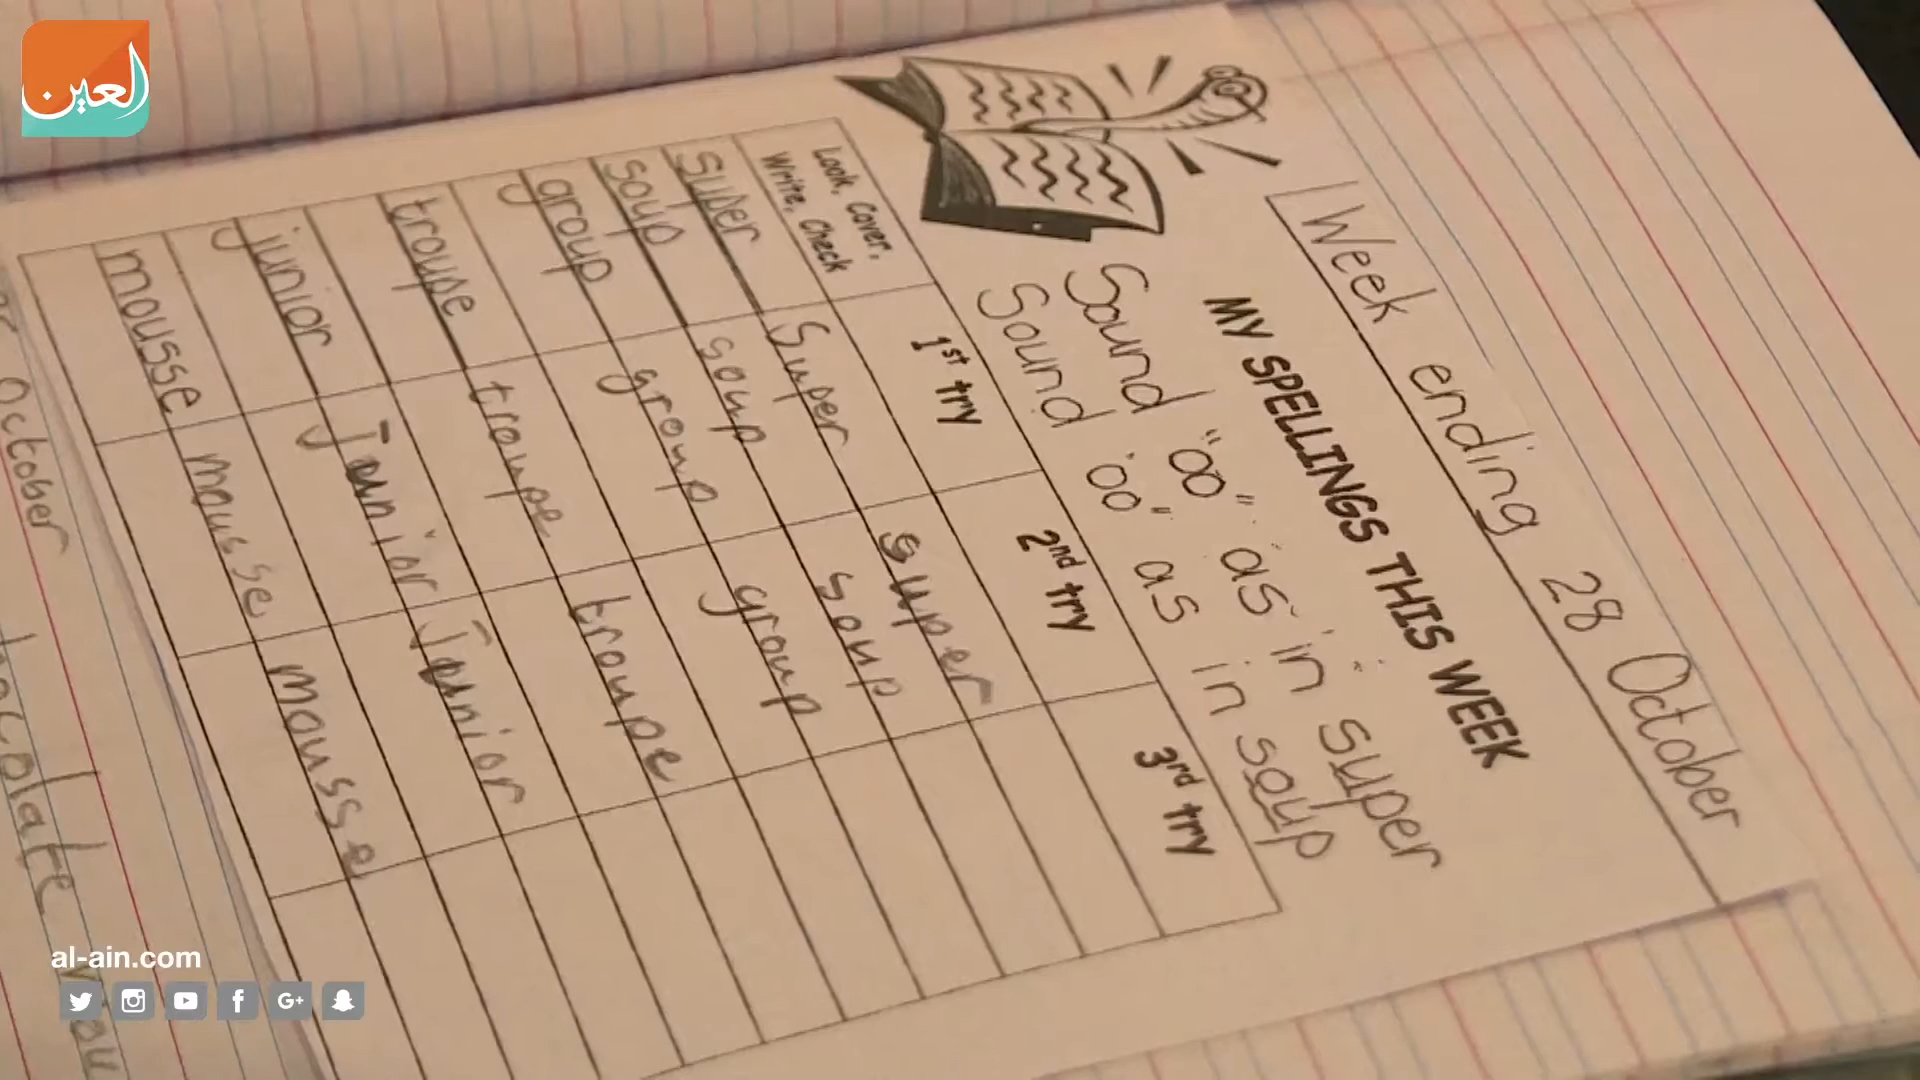 العين
Week ending 28 October
MY SPELLINGS THIS WEEK
Sound "oo" as in super
Sound "oo" as in soup
Look, Cover, Write, Check 1st try 2nd try 3rd try
super super super
soup soup soup
group group group
troupe troupe troupe
junior Junior Junior
mousse mousse mousse
October
al-ain.com